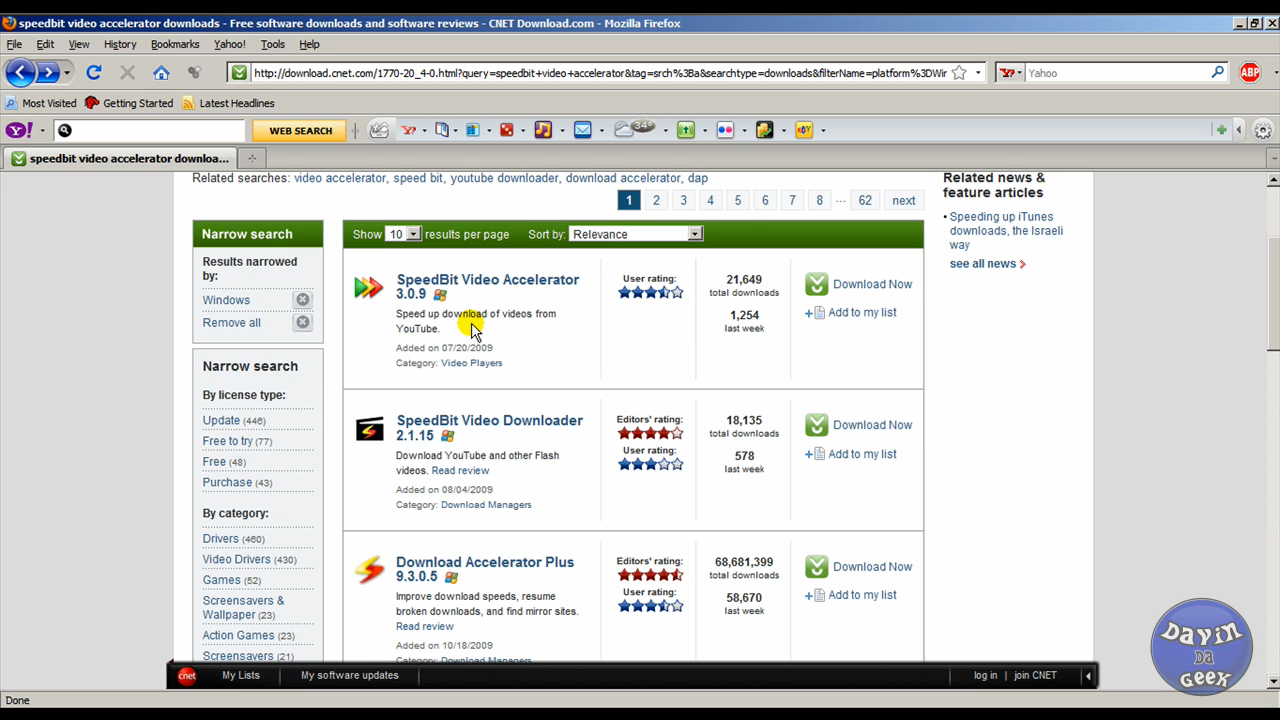 speedbit video accelerator downloads - Free software downloads and software reviews - CNET Download.com - Mozilla Firefox
File Edit View History Bookmarks Yahoo! Tools Help
http://download.cnet.com/1770-20_4-0.html?query=speedbit+video+accelerator&tag=srch%3Ba&searchtype=downloads&filterName=platform%3DWir
Yahoo
ABP
Most Visited Getting Started Latest Headlines
Y! WEB SEARCH 34°
speedbit video accelerator downloa...
Related searches: video accelerator, speed bit, youtube downloader, download accelerator, dap
1 2 3 4 5 6 7 8 ... 62 next
Related news &
feature articles
• Speeding up iTunes
downloads, the Israeli
way
see all news
Narrow search
Results narrowed
by:
Windows
Remove all
Narrow search
By license type:
Update (446)
Free to try (77)
Free (48)
Purchase (43)
By category:
Drivers (460)
Video Drivers (430)
Games (52)
Screensavers &
Wallpaper (23)
Action Games (23)
Screensavers (21)
Show 10 results per page Sort by: Relevance
SpeedBit Video Accelerator
3.0.9
Speed up download of videos from
YouTube.
Added on 07/20/2009
Category: Video Players
User rating:
21,649
total downloads
1,254
last week
Download Now
Add to my list
SpeedBit Video Downloader
2.1.15
Download YouTube and other Flash
videos. Read review
Added on 08/04/2009
Category: Download Managers
Editors' rating:
User rating:
18,135
total downloads
578
last week
Download Now
Add to my list
Download Accelerator Plus
9.3.0.5
Improve download speeds, resume
broken downloads, and find mirror sites.
Read review
Added on 10/18/2009
Category: Download Managers
Editors' rating:
User rating:
68,681,399
total downloads
58,670
last week
Download Now
Add to my list
cnet My Lists My software updates log in | join CNET
Done
Dayin
Da
Geek